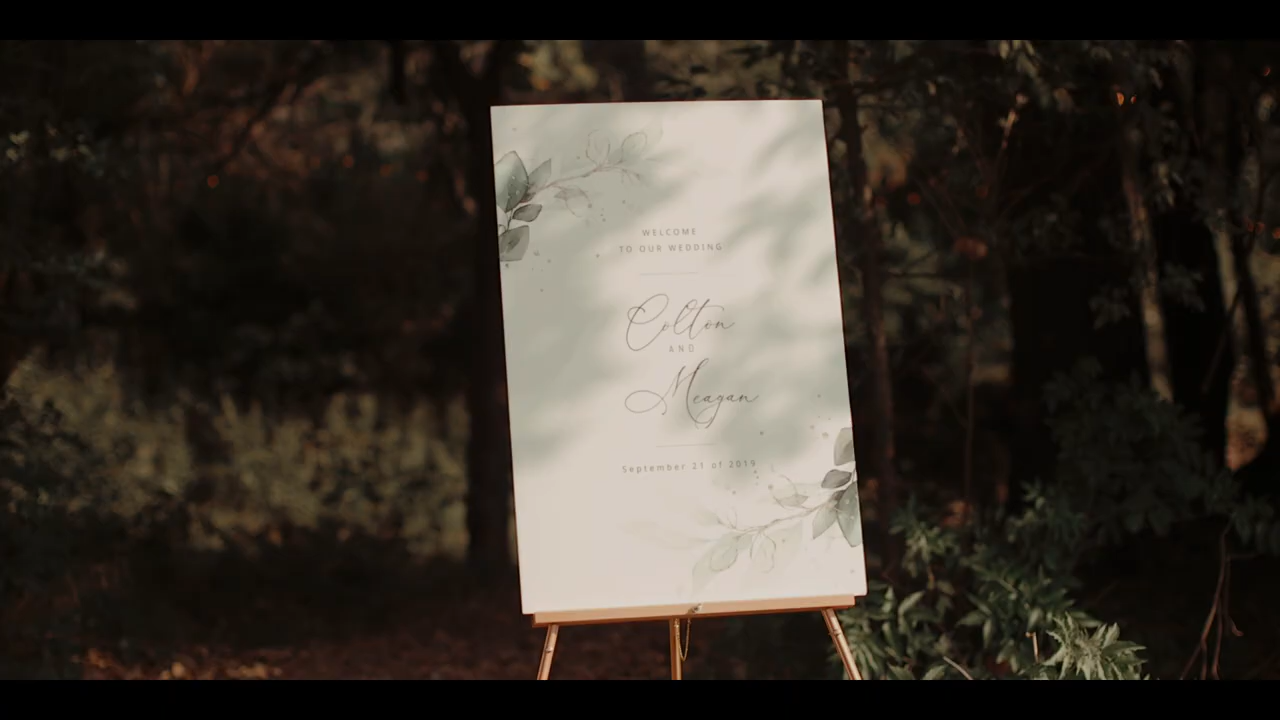 WELCOME
TO OUR WEDDING
Colton
AND
Meagan
September 21 of 2019